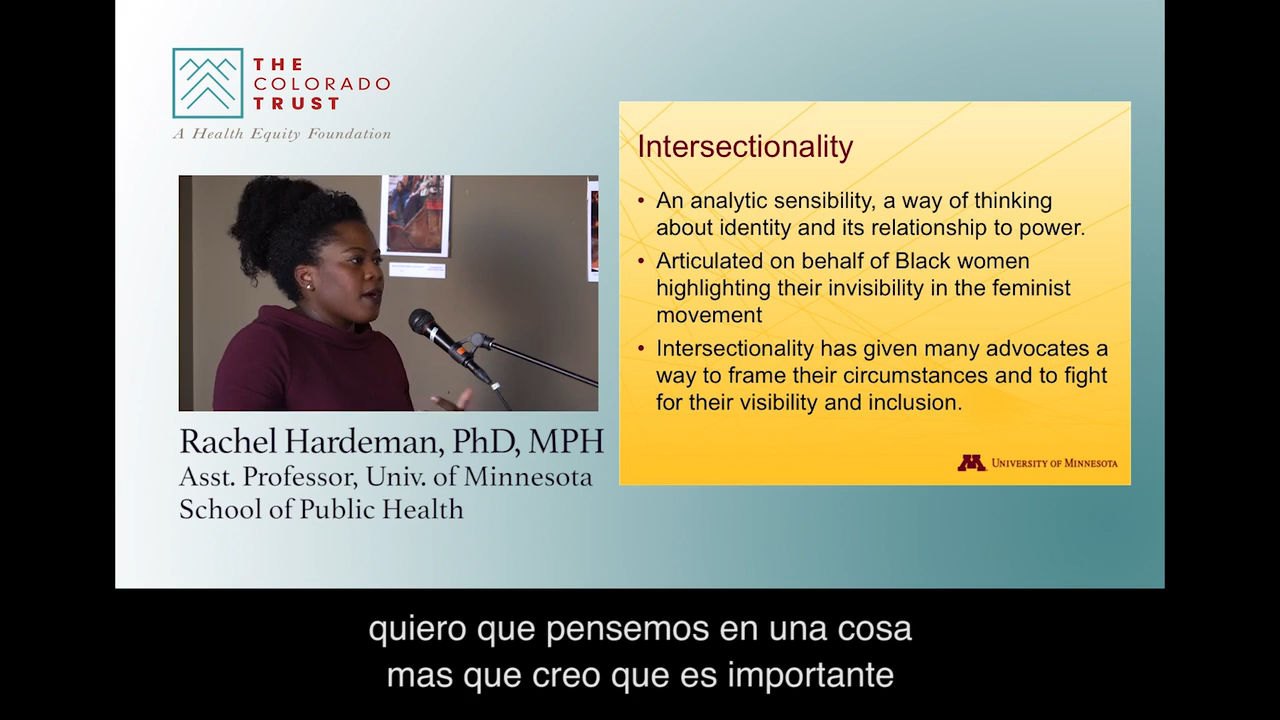 THE
COLORADO
TRUST
A Health Equity Foundation
Rachel Hardeman, PhD, MPH
Asst. Professor, Univ. of Minnesota
School of Public Health
Intersectionality
• An analytic sensibility, a way of thinking
about identity and its relationship to power.
• Articulated on behalf of Black women
highlighting their invisibility in the feminist
movement
• Intersectionality has given many advocates a
way to frame their circumstances and to fight
for their visibility and inclusion.
M UNIVERSITY OF MINNESOTA
quiero que pensemos en una cosa
mas que creo que es importante